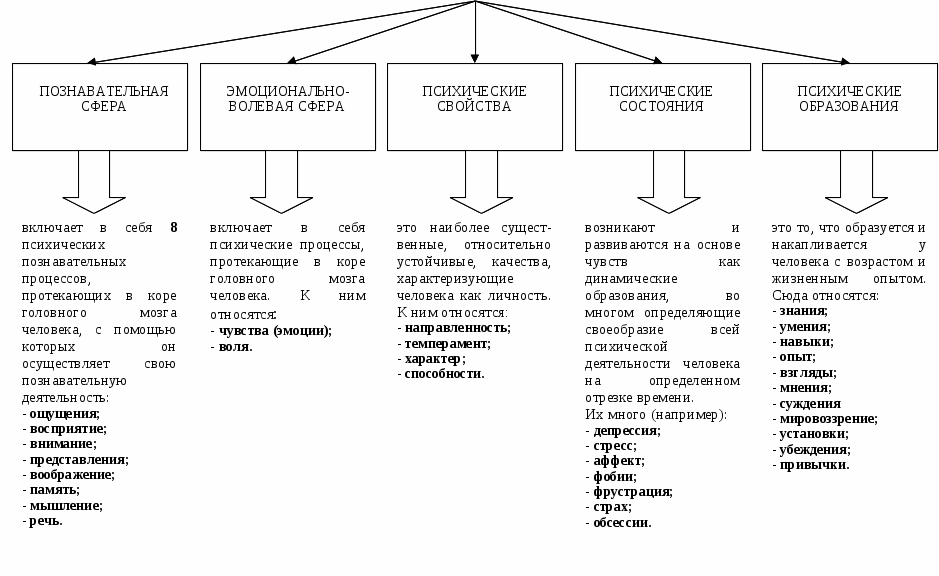 ПОЗНАВАТЕЛЬНАЯ
СФЕРА
ЭМОЦИОНАЛЬНО-
ВОЛЕВАЯ СФЕРА
ПСИХИЧЕСКИЕ
СВОЙСТВА
ПСИХИЧЕСКИЕ
СОСТОЯНИЯ
ПСИХИЧЕСКИЕ
ОБРАЗОВАНИЯ
включает в себя 8
психических
познавательных
процессов,
протекающих в коре
головного мозга
человека, с помощью
которых он
осуществляет свою
познавательную
деятельность:
- ощущения;
- восприятие;
- внимание;
- представления;
- воображение;
- память;
- мышление;
- речь.
включает в себя
психические процессы,
протекающие в коре
головного мозга
человека. К ним
относятся:
- чувства (эмоции);
- воля.
это наиболее сущест-
венные, относительно
устойчивые, качества,
характеризующие
человека как личность.
К ним относятся:
- направленность;
- темперамент;
- характер;
- способности.
возникают и
развиваются на основе
чувств как
динамические
образования, во
многом определяющие
своеобразие всей
психической
деятельности человека
на определенном
отрезке времени.
Их много (например):
- депрессия;
- стресс;
- аффект;
- фобии;
- фрустрация;
- страх;
- обсессии.
это то, что образуется и
накапливается у
человека с возрастом и
жизненным опытом.
Сюда относятся:
- знания;
- умения;
- навыки;
- опыт;
- взгляды;
- мнения;
- суждения
- мировоззрение;
- установки;
- убеждения;
- привычки.